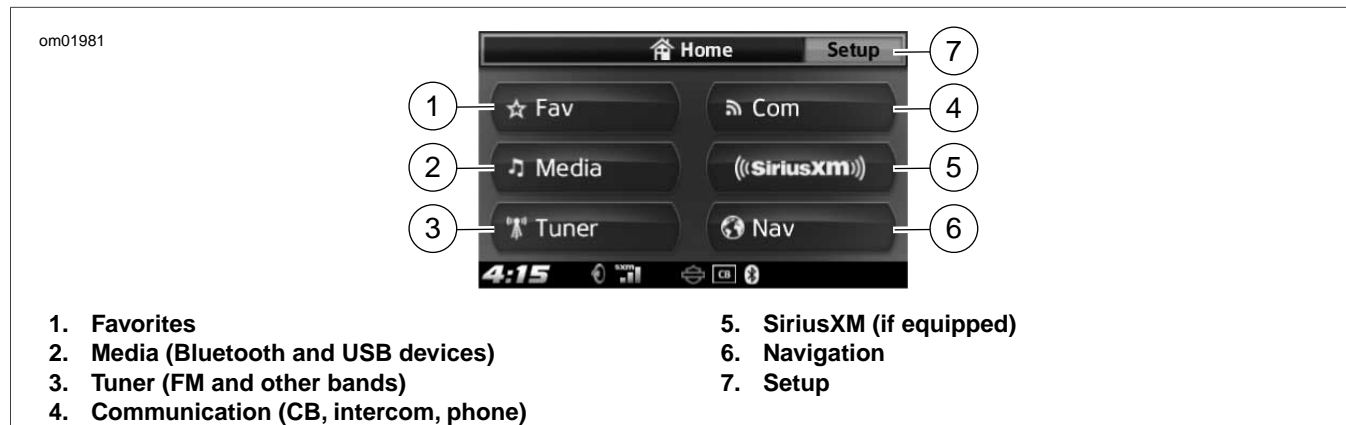 om01981
Home Setup 7
1 Fav Com 4
2 Media SiriusXM 5
3 Tuner Nav 6
4:15 sxm CB
1. Favorites
2. Media (Bluetooth and USB devices)
3. Tuner (FM and other bands)
4. Communication (CB, intercom, phone)
5. SiriusXM (if equipped)
6. Navigation
7. Setup